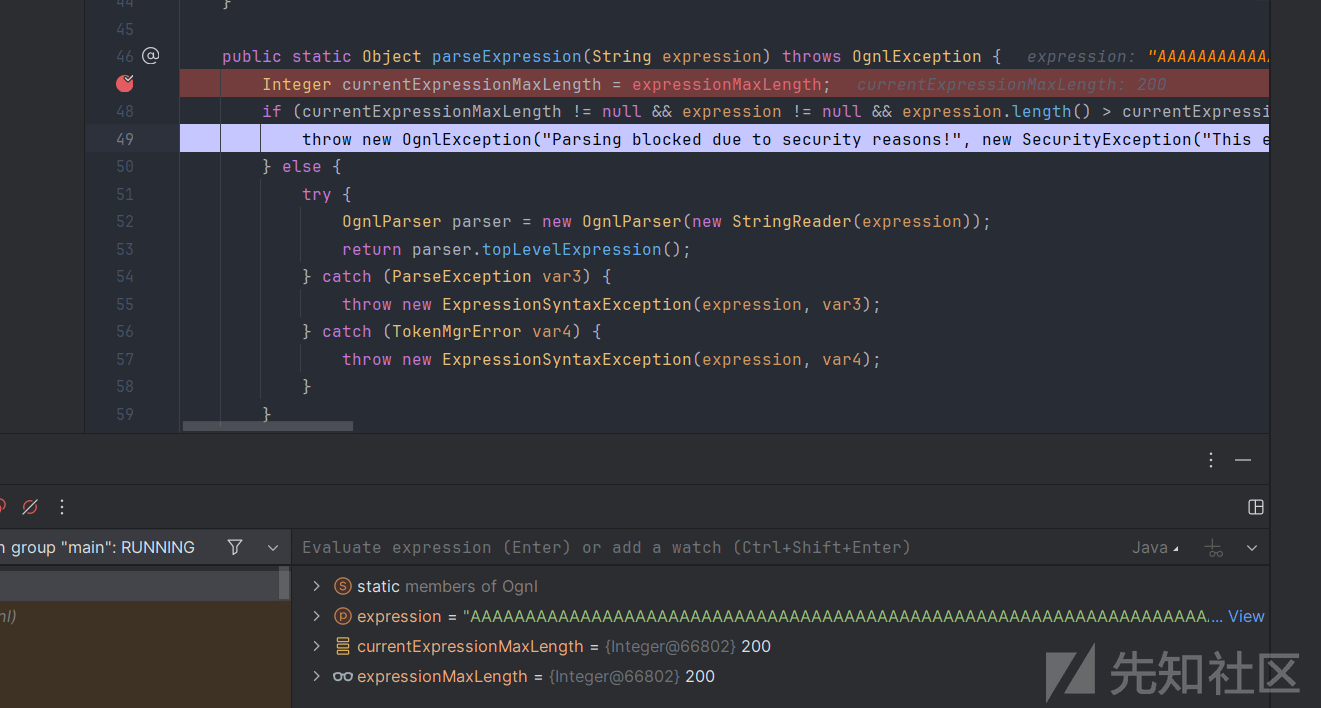 44 }
45
46 @ public static Object parseExpression(String expression) throws OgnlException { expression: "AAAAAAAAAAAA
Integer currentExpressionMaxLength = expressionMaxLength; currentExpressionMaxLength: 200
48 if (currentExpressionMaxLength != null && expression != null && expression.length() > currentExpressi
49 throw new OgnlException("Parsing blocked due to security reasons!", new SecurityException("This e
50 } else {
51 try {
52 OgnlParser parser = new OgnlParser(new StringReader(expression));
53 return parser.topLevelExpression();
54 } catch (ParseException var3) {
55 throw new ExpressionSyntaxException(expression, var3);
56 } catch (TokenMgrError var4) {
57 throw new ExpressionSyntaxException(expression, var4);
58 }
59 }
n group "main": RUNNING
Evaluate expression (Enter) or add a watch (Ctrl+Shift+Enter) Java
nl)
static members of Ognl
expression = "AAAAAAAAAAAAAAAAAAAAAAAAAAAAAAAAAAAAAAAAAAAAAAAAAAAAAAAAAAAAAAAAAAA... View
currentExpressionMaxLength = {Integer@66802} 200
expressionMaxLength = {Integer@66802} 200
先知社区